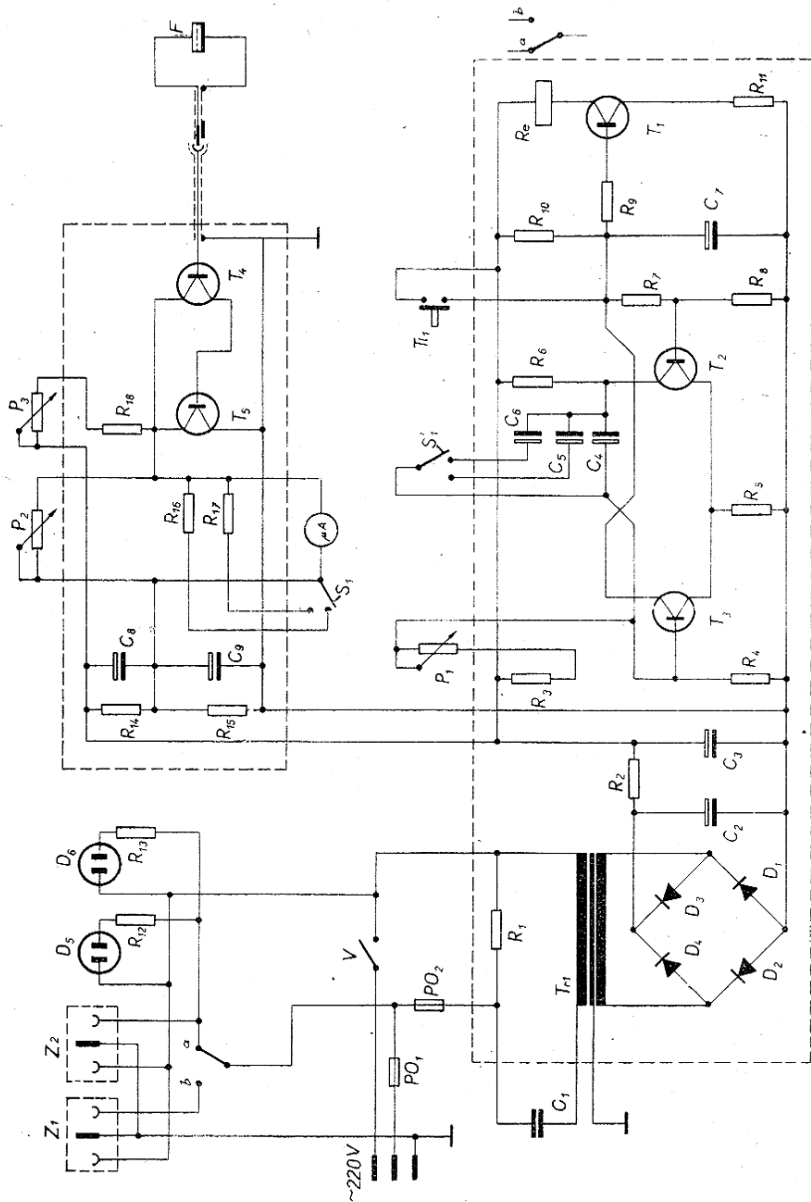 F
P3
R18
T4
T5
P2
R16
R17
μA
S1
C8
C9
R14
R15
D6
R13
D5
R12
Z2
Z1
a
b
V
PO2
PO1
~220V
a
b
Re
T1
R11
R10
R9
C7
Tl1
R7
R8
R6
T2
S'1
C6
C5
C4
R5
T3
P1
R3
R4
R2
C3
C2
R1
Tr1
D3
D1
D4
D2
C1